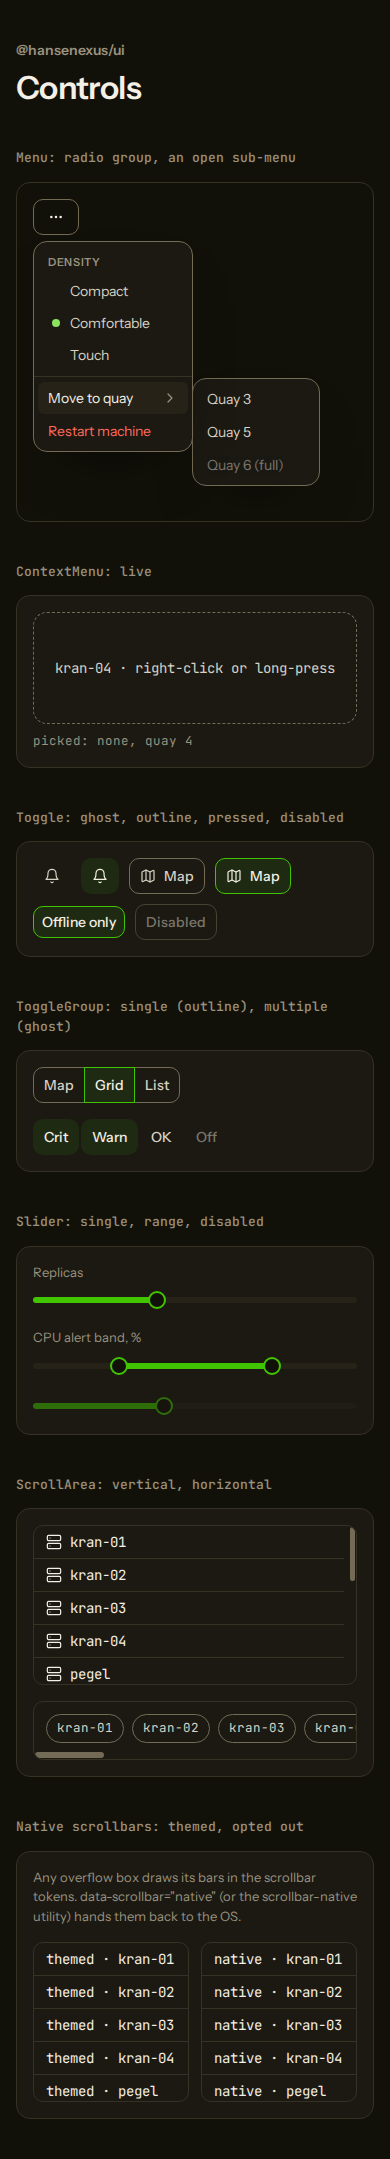 @hansenexus/ui
Controls
Menu: radio group, an open sub-menu
...
DENSITY
Compact
Comfortable
Touch
Move to quay
Restart machine
Quay 3
Quay 5
Quay 6 (full)
ContextMenu: live
kran-04 · right-click or long-press
picked: none, quay 4
Toggle: ghost, outline, pressed, disabled
Map
Map
Offline only
Disabled
ToggleGroup: single (outline), multiple
(ghost)
Map Grid List
Crit Warn OK Off
Slider: single, range, disabled
Replicas
CPU alert band, %
ScrollArea: vertical, horizontal
kran-01
kran-02
kran-03
kran-04
pegel
kran-01 kran-02 kran-03 kran-
Native scrollbars: themed, opted out
Any overflow box draws its bars in the scrollbar
tokens. data-scrollbar="native" (or the scrollbar-native
utility) hands them back to the OS.
themed · kran-01
themed · kran-02
themed · kran-03
themed · kran-04
themed · pegel
native · kran-01
native · kran-02
native · kran-03
native · kran-04
native · pegel